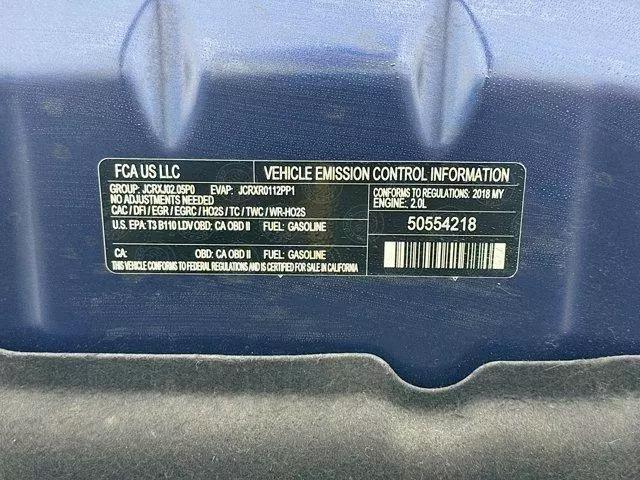 FCA US LLC
VEHICLE EMISSION CONTROL INFORMATION
GROUP: JCRXJ02.05P0 EVAP: JCRXR0112PP1
NO ADJUSTMENTS NEEDED
CAC / DFI / EGR / EGRC / HO2S / TC / TWC / WR-HO2S
CONFORMS TO REGULATIONS: 2018 MY
ENGINE: 2.0L
U.S. EPA: T3 B110 LDV OBD: CA OBD II FUEL: GASOLINE
50554218
CA: OBD: CA OBD II FUEL: GASOLINE
THIS VEHICLE CONFORMS TO FEDERAL REGULATIONS AND IS CERTIFIED FOR SALE IN CALIFORNIA